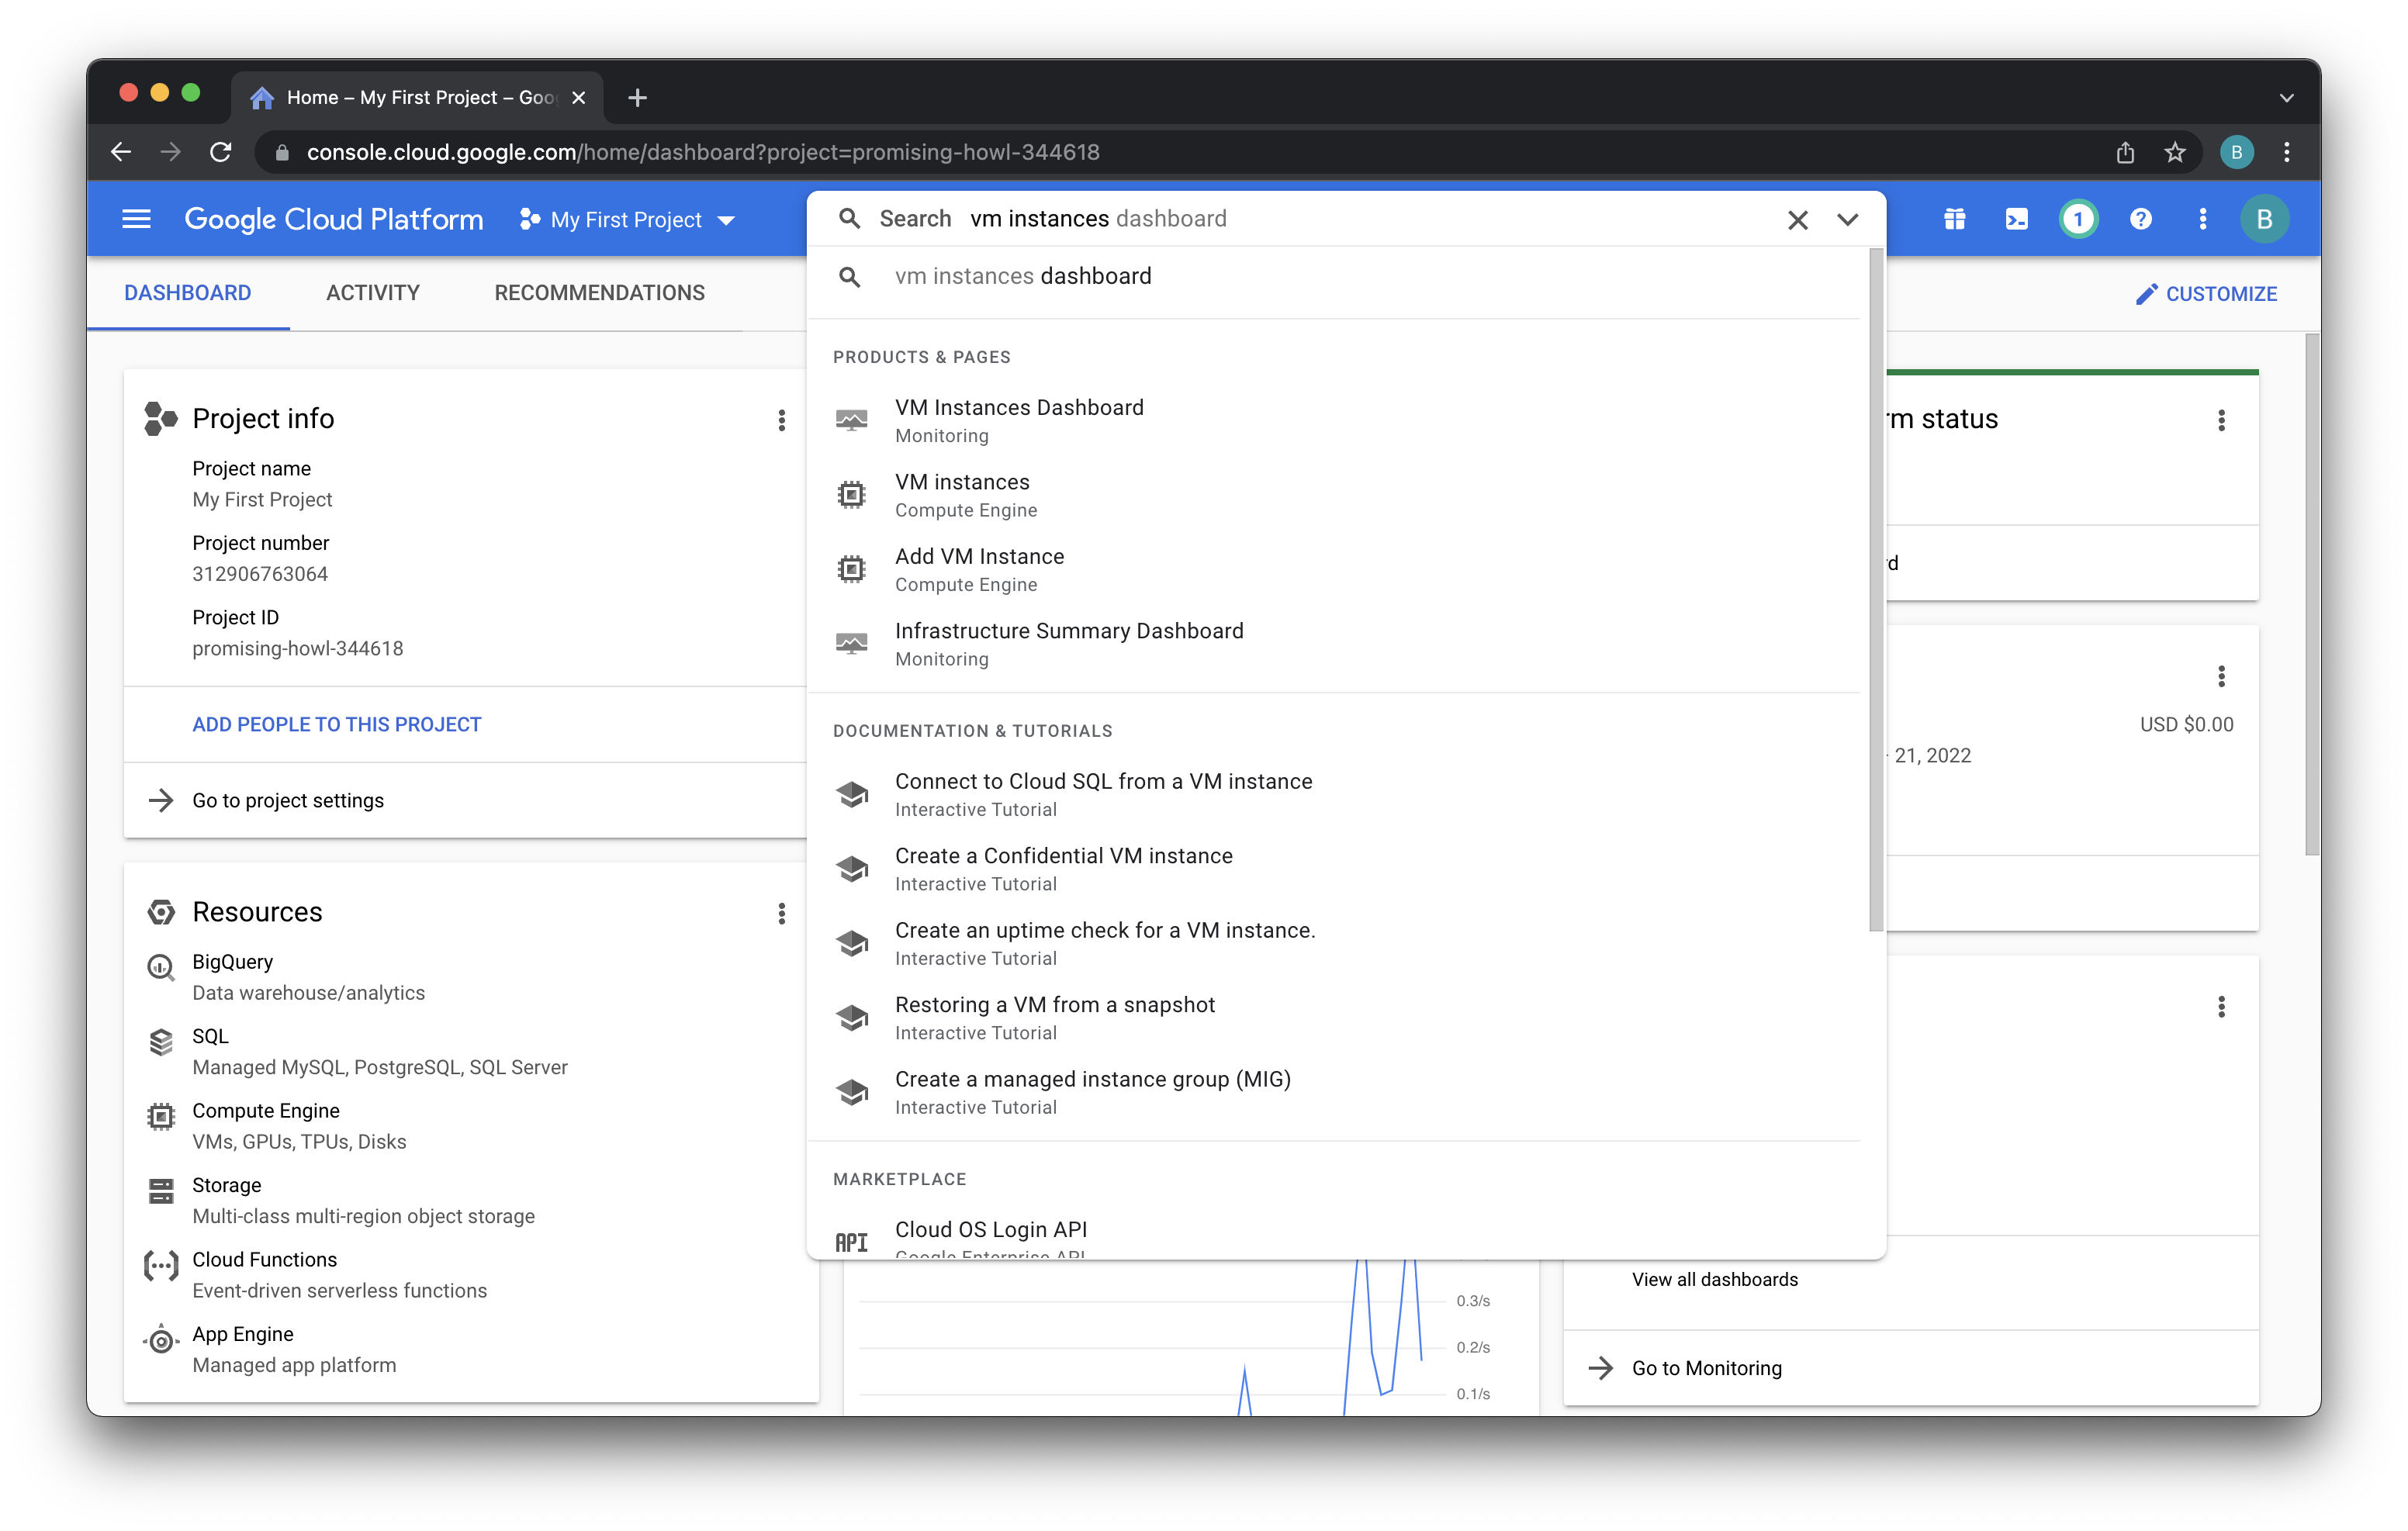 Home – My First Project – Goo
console.cloud.google.com/home/dashboard?project=promising-howl-344618
B
Google Cloud Platform
My First Project
Search vm instances dashboard
1
?
B
DASHBOARD
ACTIVITY
RECOMMENDATIONS
CUSTOMIZE
vm instances dashboard
PRODUCTS & PAGES
VM Instances Dashboard
Monitoring
VM instances
Compute Engine
Add VM Instance
Compute Engine
Infrastructure Summary Dashboard
Monitoring
DOCUMENTATION & TUTORIALS
Connect to Cloud SQL from a VM instance
Interactive Tutorial
Create a Confidential VM instance
Interactive Tutorial
Create an uptime check for a VM instance.
Interactive Tutorial
Restoring a VM from a snapshot
Interactive Tutorial
Create a managed instance group (MIG)
Interactive Tutorial
MARKETPLACE
API
Cloud OS Login API
Google Enterprise API
Project info
Project name
My First Project
Project number
312906763064
Project ID
promising-howl-344618
ADD PEOPLE TO THIS PROJECT
Go to project settings
Resources
BigQuery
Data warehouse/analytics
SQL
Managed MySQL, PostgreSQL, SQL Server
Compute Engine
VMs, GPUs, TPUs, Disks
Storage
Multi-class multi-region object storage
Cloud Functions
Event-driven serverless functions
App Engine
Managed app platform
0.3/s
0.2/s
0.1/s
rm status
rd
USD $0.00
21, 2022
View all dashboards
Go to Monitoring